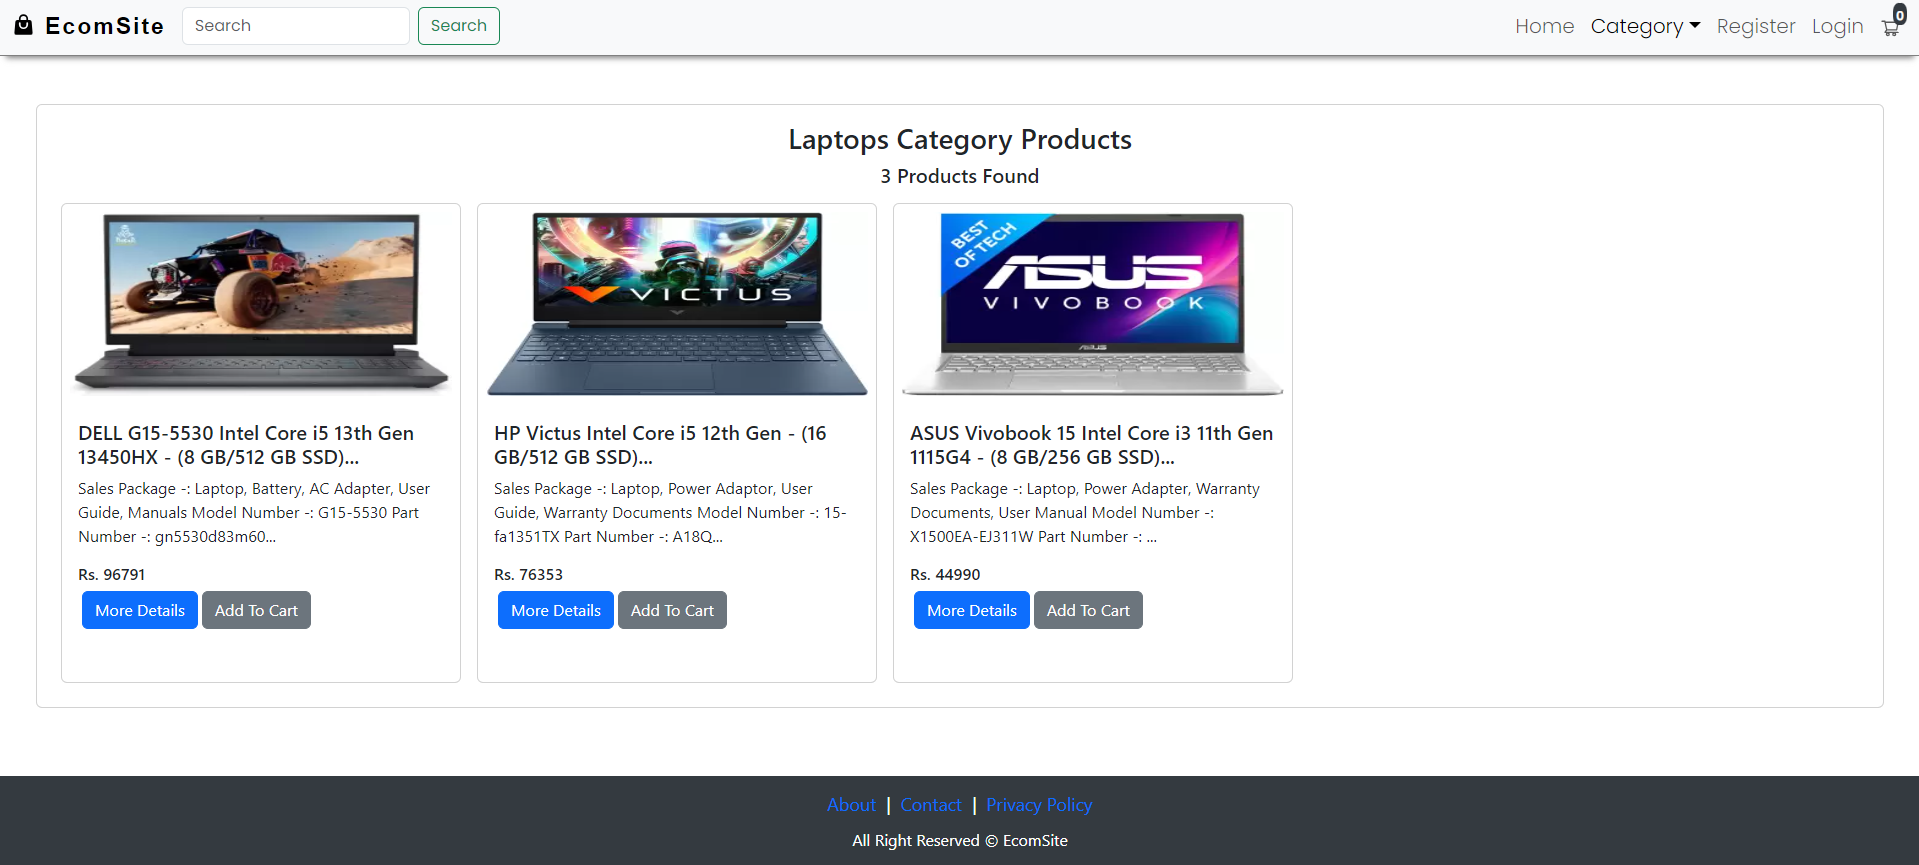 EcomSite Search Search Home Category Register Login 0
Laptops Category Products
3 Products Found
VICTUS
BEST
OF TECH
ASUS
VIVOBOOK
ASUS
DELL G15-5530 Intel Core i5 13th Gen
13450HX - (8 GB/512 GB SSD)...
Sales Package -: Laptop, Battery, AC Adapter, User
Guide, Manuals Model Number -: G15-5530 Part
Number -: gn5530d83m60...
Rs. 96791
More Details Add To Cart
HP Victus Intel Core i5 12th Gen - (16
GB/512 GB SSD)...
Sales Package -: Laptop, Power Adaptor, User
Guide, Warranty Documents Model Number -: 15-
fa1351TX Part Number -: A18Q...
Rs. 76353
More Details Add To Cart
ASUS Vivobook 15 Intel Core i3 11th Gen
1115G4 - (8 GB/256 GB SSD)...
Sales Package -: Laptop, Power Adapter, Warranty
Documents, User Manual Model Number -:
X1500EA-EJ311W Part Number -: ...
Rs. 44990
More Details Add To Cart
About | Contact | Privacy Policy
All Right Reserved © EcomSite